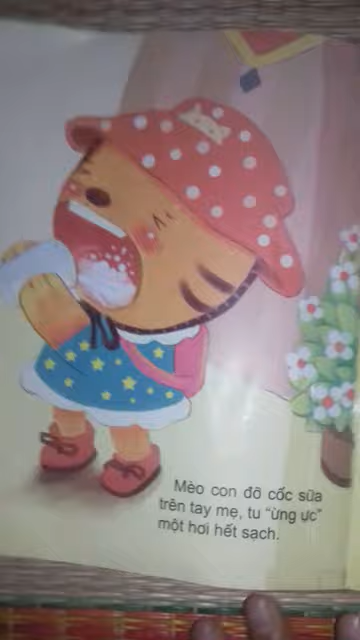 Mèo con đỡ cốc sữa
trên tay mẹ, tu "ừng ực"
một hơi hết sạch.